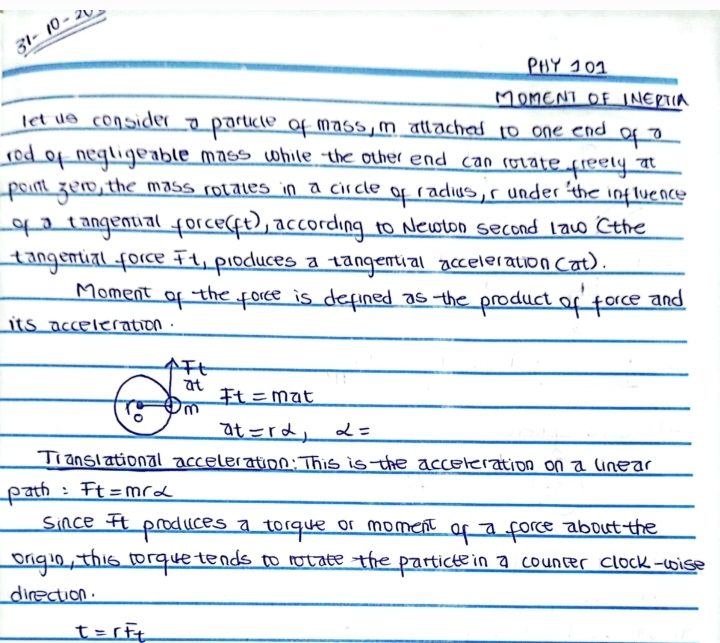 31-10-20
PHY 101
MOMENT OF INERTIA
let us consider a particle of mass, m attached to one end of a
rod of negligeable mass while the other end can rotate freely at
point zero, the mass rotates in a circle of radius, r under the influence
of a tangential force(ft), according to Newton second law (the
tangential force Ft, produces a tangential acceleration (at).
Moment of the force is defined as the product of force and
its acceleration.
Ft
at
r
o
m
Ft = mat
at = rα, α =
Translational acceleration: This is the acceleration on a linear
path : Ft = mrα
Since Ft produces a torque or moment of a force about the
origin, this torque tends to rotate the particle in a counter clock-wise
direction.
t = rFt